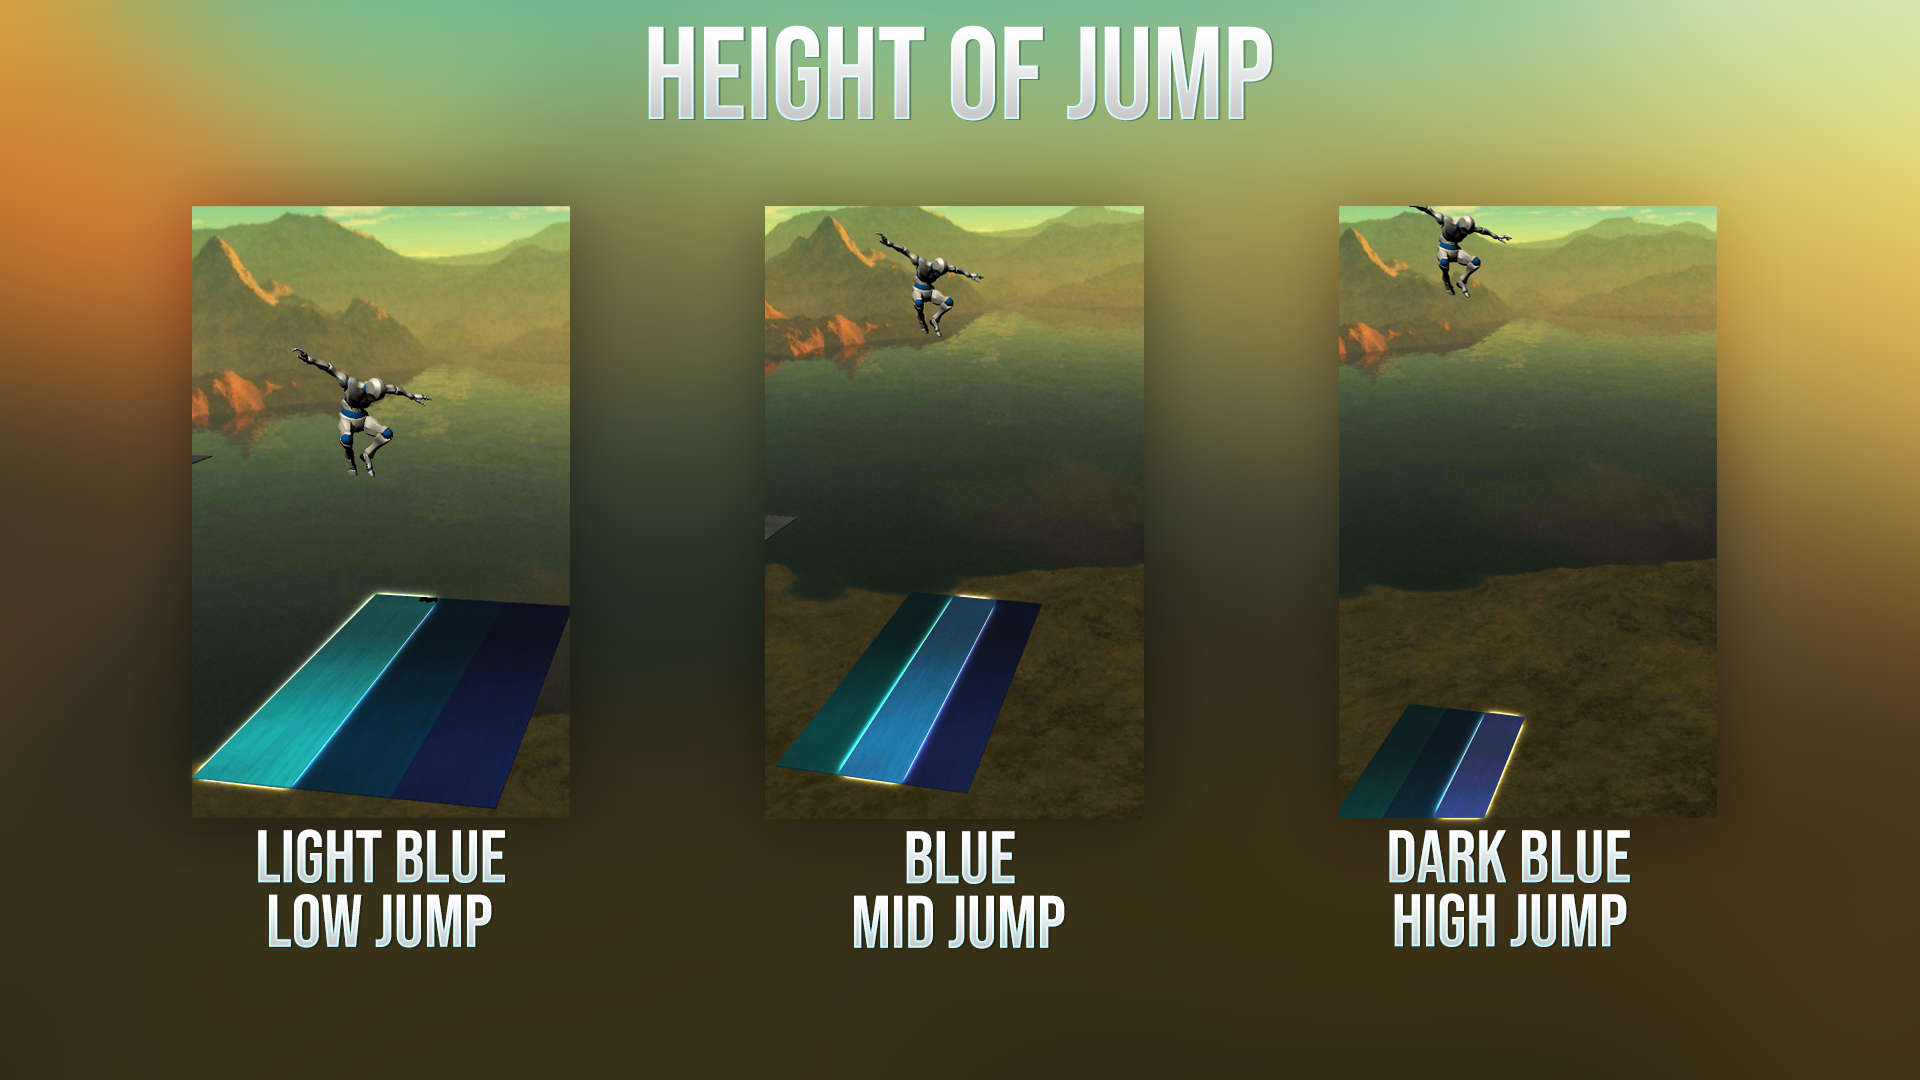 HEIGHT OF JUMP
LIGHT BLUE
LOW JUMP
BLUE
MID JUMP
DARK BLUE
HIGH JUMP